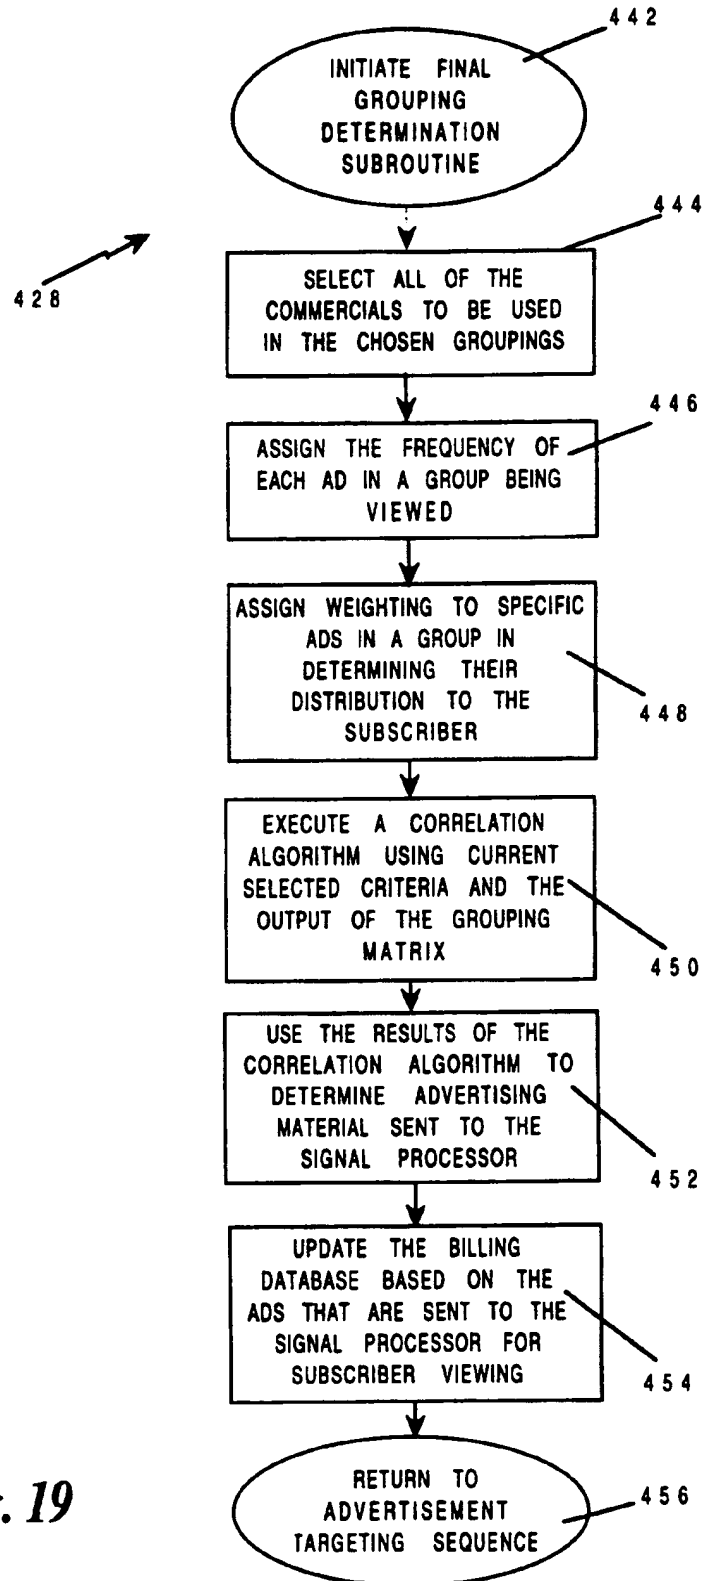 442
INITIATE FINAL
GROUPING
DETERMINATION
SUBROUTINE
444
428
SELECT ALL OF THE
COMMERCIALS TO BE USED
IN THE CHOSEN GROUPINGS
446
ASSIGN THE FREQUENCY OF
EACH AD IN A GROUP BEING
VIEWED
ASSIGN WEIGHTING TO SPECIFIC
ADS IN A GROUP IN
DETERMINING THEIR
DISTRIBUTION TO THE
SUBSCRIBER
448
EXECUTE A CORRELATION
ALGORITHM USING CURRENT
SELECTED CRITERIA AND THE
OUTPUT OF THE GROUPING
MATRIX
450
USE THE RESULTS OF THE
CORRELATION ALGORITHM TO
DETERMINE ADVERTISING
MATERIAL SENT TO THE
SIGNAL PROCESSOR
452
UPDATE THE BILLING
DATABASE BASED ON THE
ADS THAT ARE SENT TO THE
SIGNAL PROCESSOR FOR
SUBSCRIBER VIEWING
454
RETURN TO
ADVERTISEMENT
TARGETING SEQUENCE
456
. 19